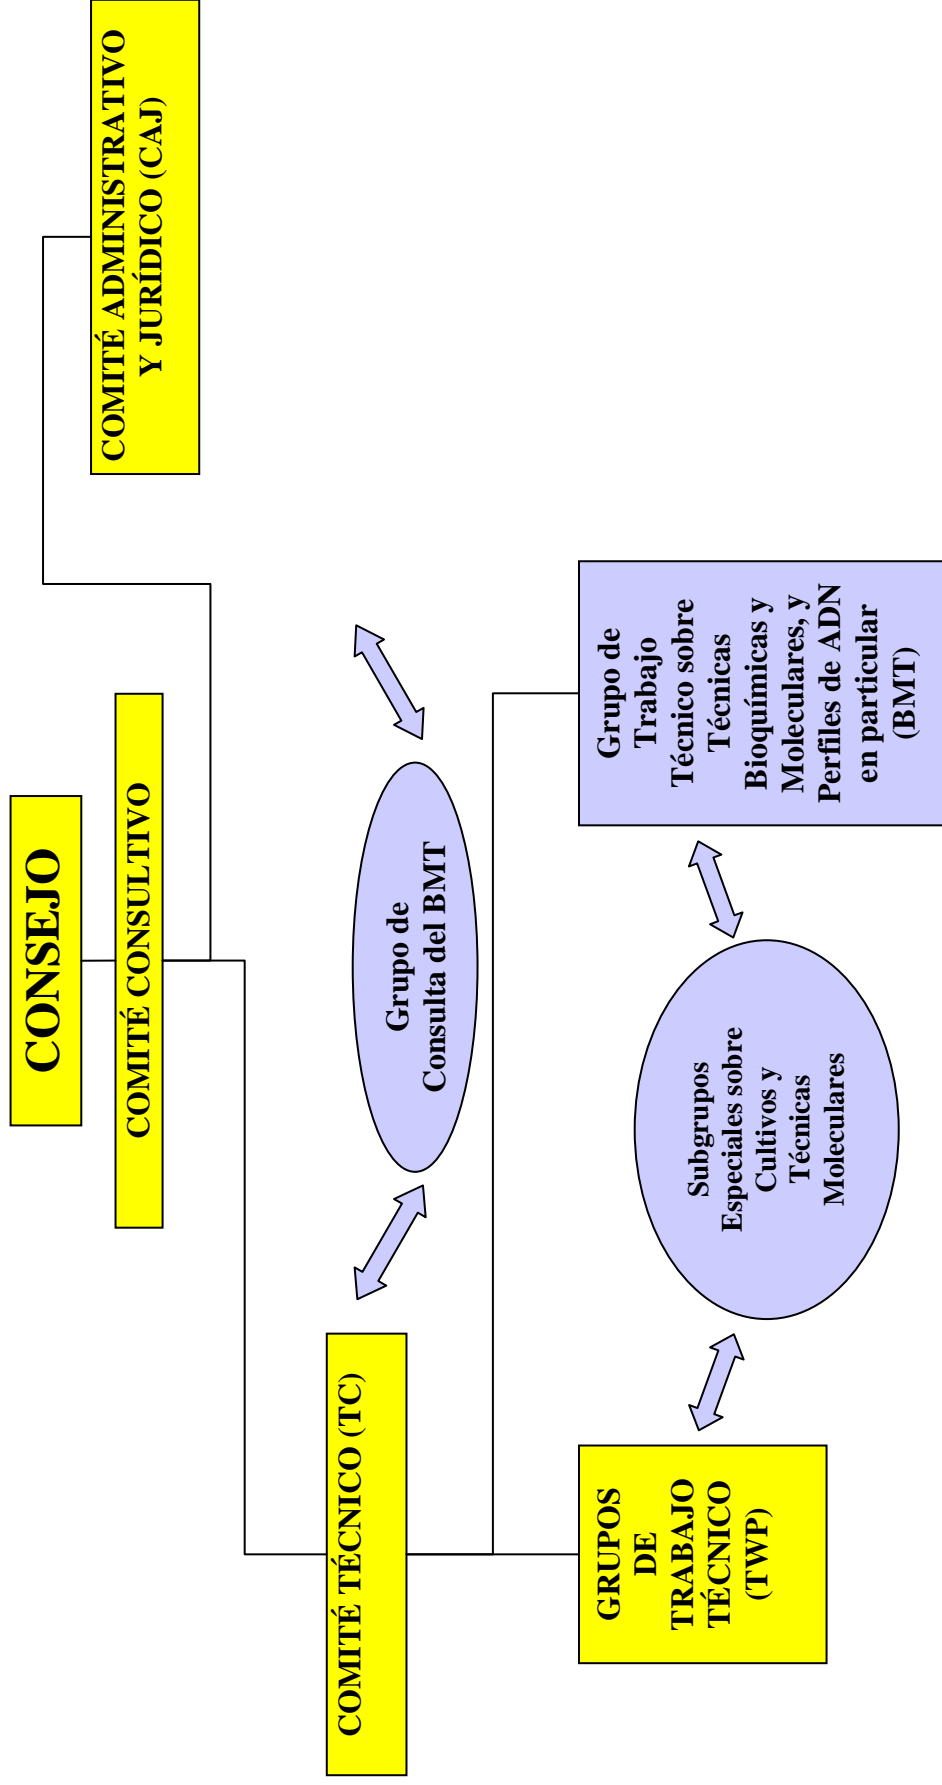 CONSEJO
COMITÉ CONSULTIVO
COMITÉ ADMINISTRATIVO
Y JURÍDICO (CAJ)
COMITÉ TÉCNICO (TC)
Grupo de
Consulta del BMT
GRUPOS
DE
TRABAJO
TÉCNICO
(TWP)
Subgrupos
Especiales sobre
Cultivos y
Técnicas
Moleculares
Grupo de
Trabajo
Técnico sobre
Técnicas
Bioquímicas y
Moleculares, y
Perfiles de ADN
en particular
(BMT)